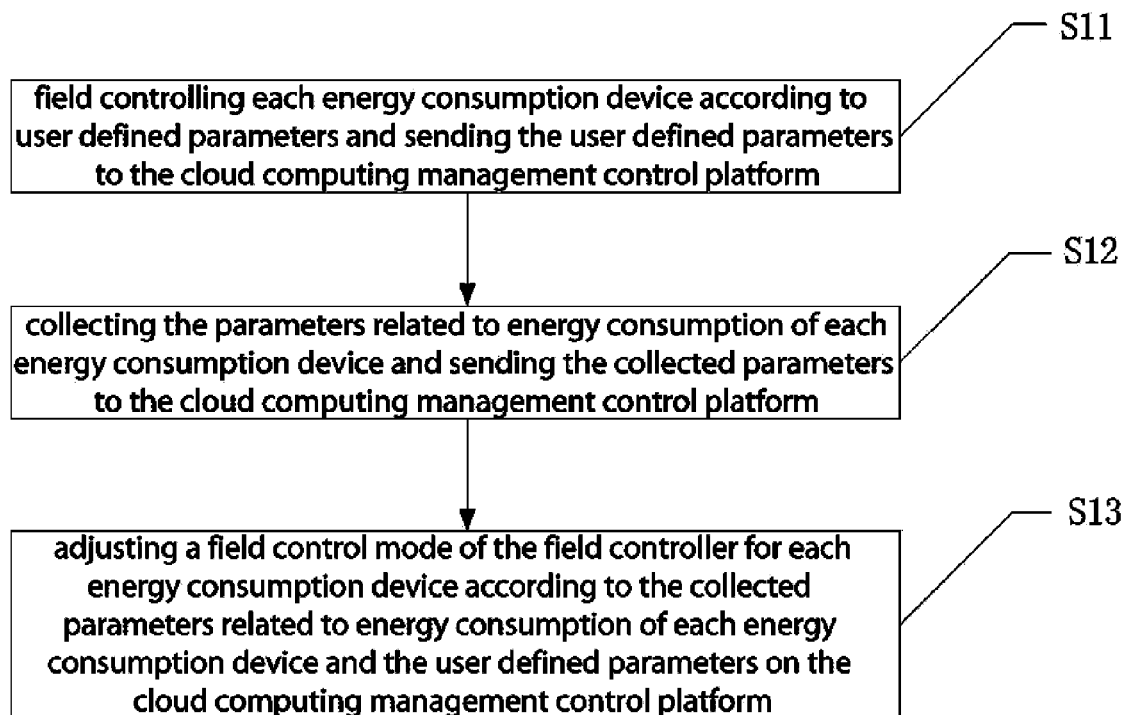 S11
field controlling each energy consumption device according to
user defined parameters and sending the user defined parameters
to the cloud computing management control platform
S12
collecting the parameters related to energy consumption of each
energy consumption device and sending the collected parameters
to the cloud computing management control platform
S13
adjusting a field control mode of the field controller for each
energy consumption device according to the collected
parameters related to energy consumption of each energy
consumption device and the user defined parameters on the
cloud computing management control platform